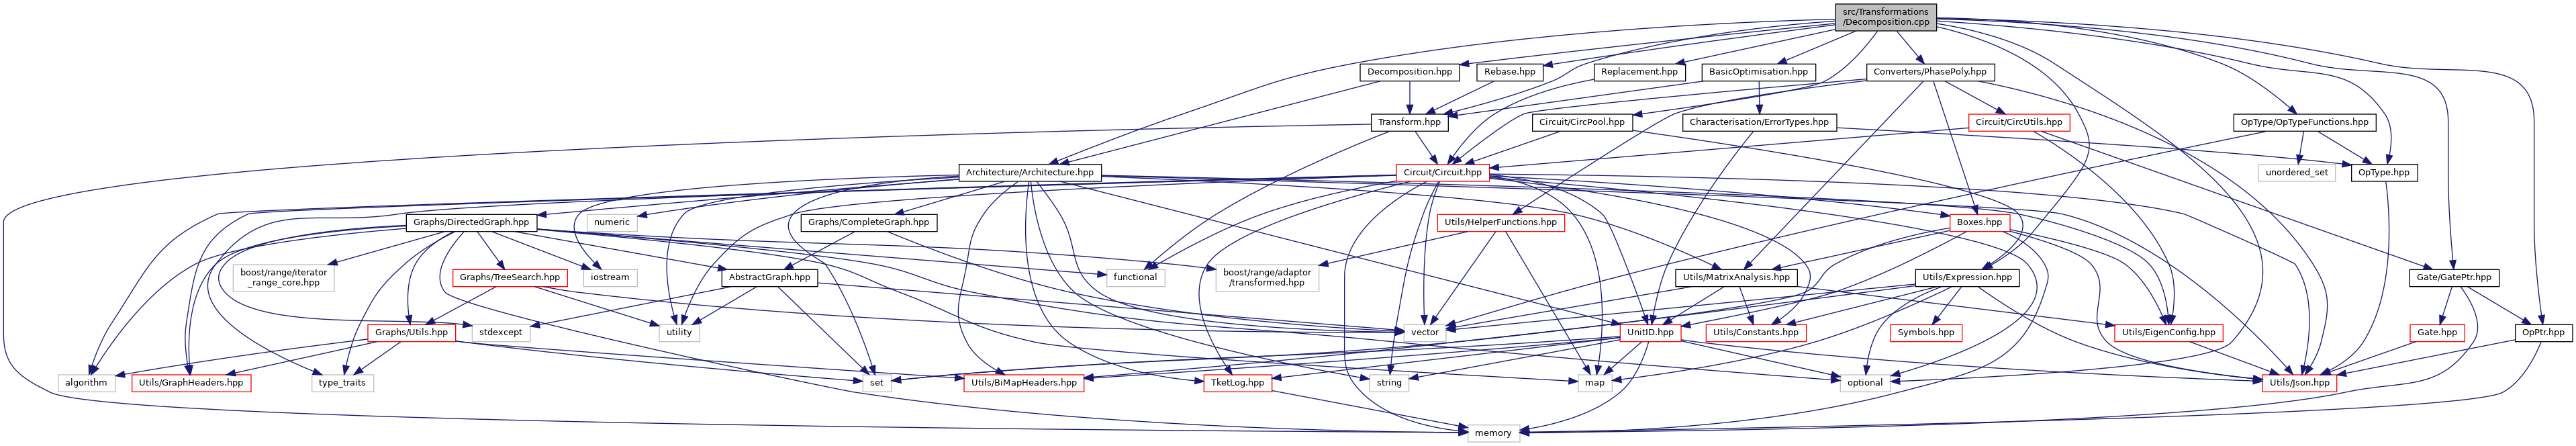 src/Transformations
/Decomposition.cpp
Decomposition.hpp
Rebase.hpp
Replacement.hpp
BasicOptimisation.hpp
Converters/PhasePoly.hpp
Transform.hpp
Circuit/CircPool.hpp
Characterisation/ErrorTypes.hpp
Circuit/CircUtils.hpp
OpType/OpTypeFunctions.hpp
Architecture/Architecture.hpp
Circuit/Circuit.hpp
unordered_set
OpType.hpp
numeric
Graphs/DirectedGraph.hpp
Graphs/CompleteGraph.hpp
Utils/HelperFunctions.hpp
Boxes.hpp
boost/range/iterator
_range_core.hpp
Graphs/TreeSearch.hpp
iostream
AbstractGraph.hpp
functional
boost/range/adaptor
/transformed.hpp
Utils/MatrixAnalysis.hpp
Utils/Expression.hpp
Gate/GatePtr.hpp
stdexcept
Graphs/Utils.hpp
utility
vector
UnitID.hpp
Utils/Constants.hpp
Symbols.hpp
Utils/EigenConfig.hpp
Gate.hpp
OpPtr.hpp
algorithm
Utils/GraphHeaders.hpp
type_traits
set
Utils/BiMapHeaders.hpp
TketLog.hpp
string
map
optional
Utils/Json.hpp
memory